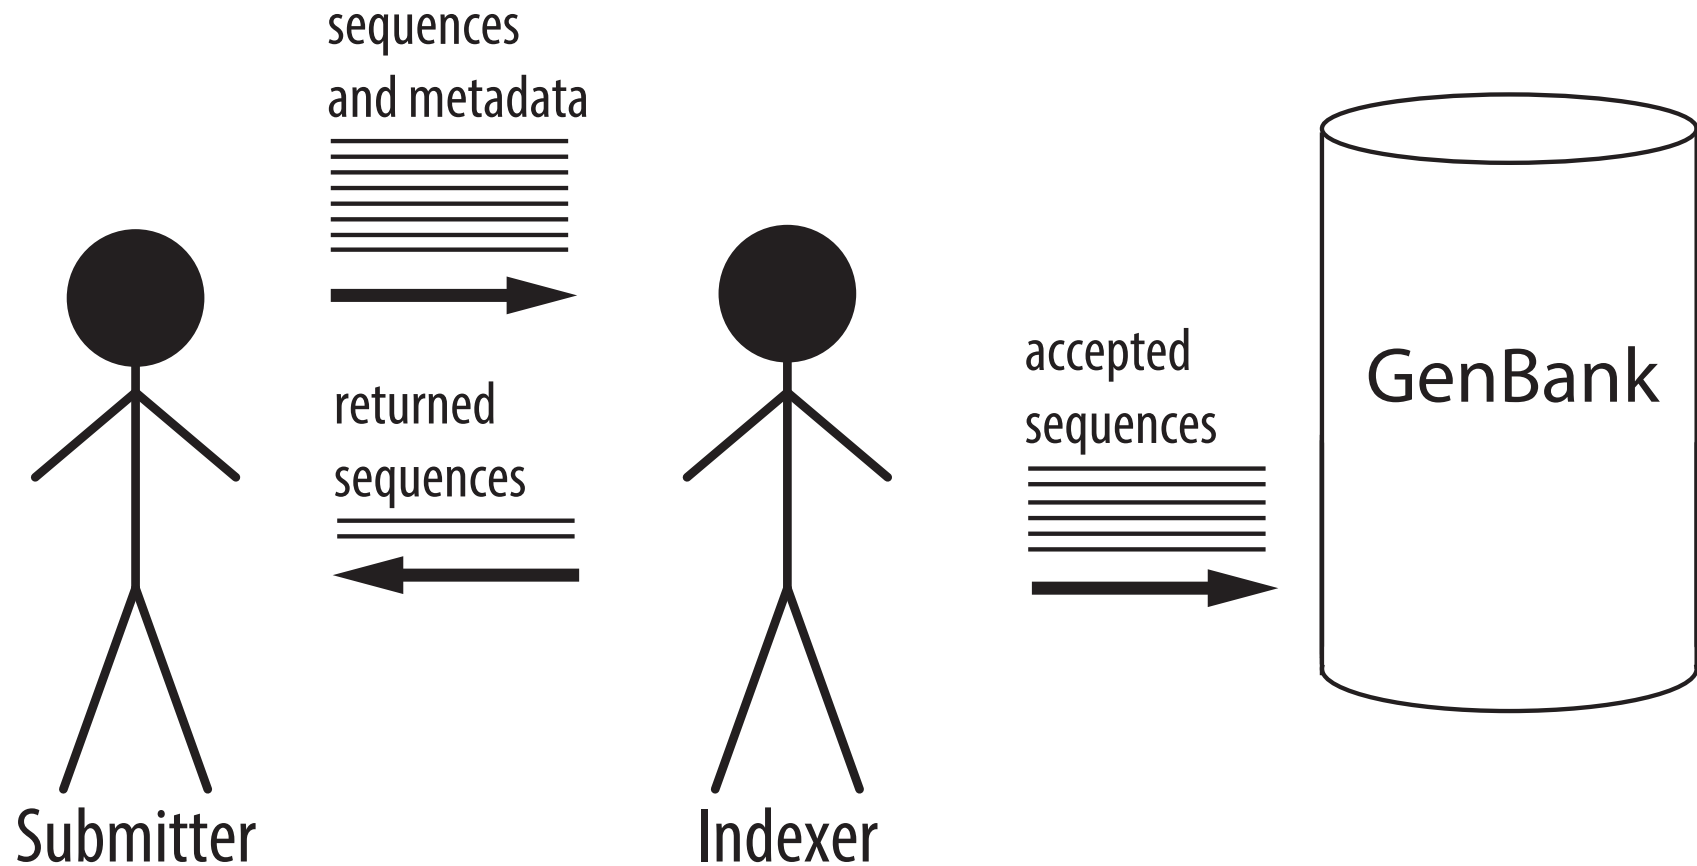 sequences
and metadata
returned
sequences
accepted
sequences
GenBank
Submitter
Indexer